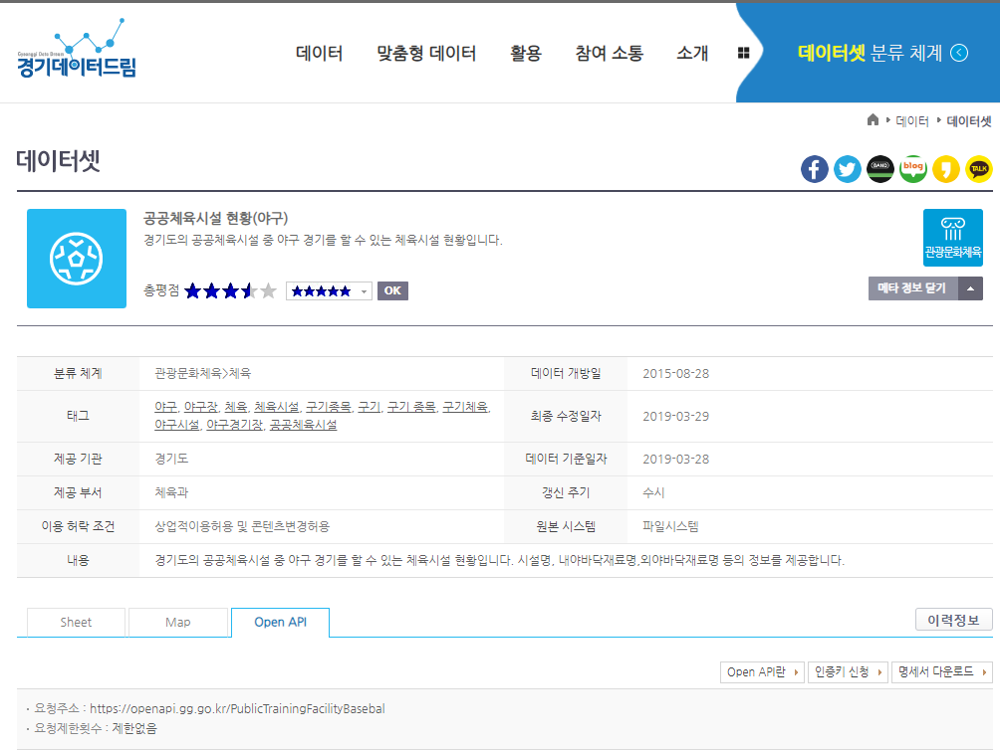 Gyeonggi Data Dream
경기데이터드림
데이터 맞춤형 데이터 활용 참여 소통 소개
데이터셋 분류 체계
데이터 데이터셋
데이터셋
BAND blog TALK
공공체육시설 현황(야구)
경기도의 공공체육시설 중 야구 경기를 할 수 있는 체육시설 현황입니다.
관광문화체육
총평점 ★★★★★ OK
메타 정보 닫기
분류 체계 관광문화체육>체육 데이터 개방일 2015-08-28
태그 야구, 야구장, 체육, 체육시설, 구기종목, 구기, 구기 종목, 구기체육,
야구시설, 야구경기장, 공공체육시설 최종 수정일자 2019-03-29
제공 기관 경기도 데이터 기준일자 2019-03-28
제공 부서 체육과 갱신 주기 수시
이용 허락 조건 상업적이용허용 및 콘텐츠변경허용 원본 시스템 파일시스템
내용 경기도의 공공체육시설 중 야구 경기를 할 수 있는 체육시설 현황입니다. 시설명, 내야바닥재료명,외야바닥재료명 등의 정보를 제공합니다.
Sheet Map Open API 이력정보
Open API란 인증키 신청 명세서 다운로드
· 요청주소 : https://openapi.gg.go.kr/PublicTrainingFacilityBasebal
· 요청제한횟수 : 제한없음